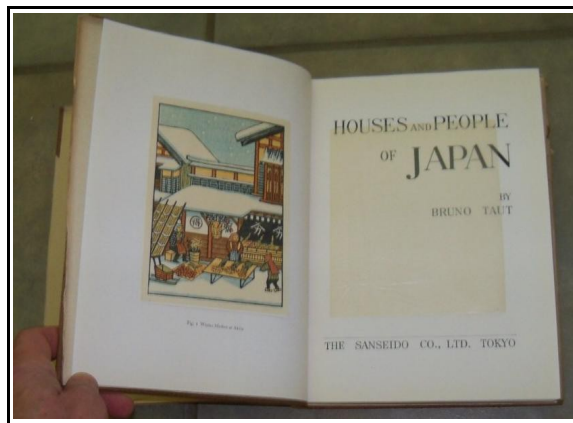 HOUSES AND PEOPLE
OF JAPAN
BY
BRUNO TAUT
THE SANSEIDO CO., LTD. TOKYO